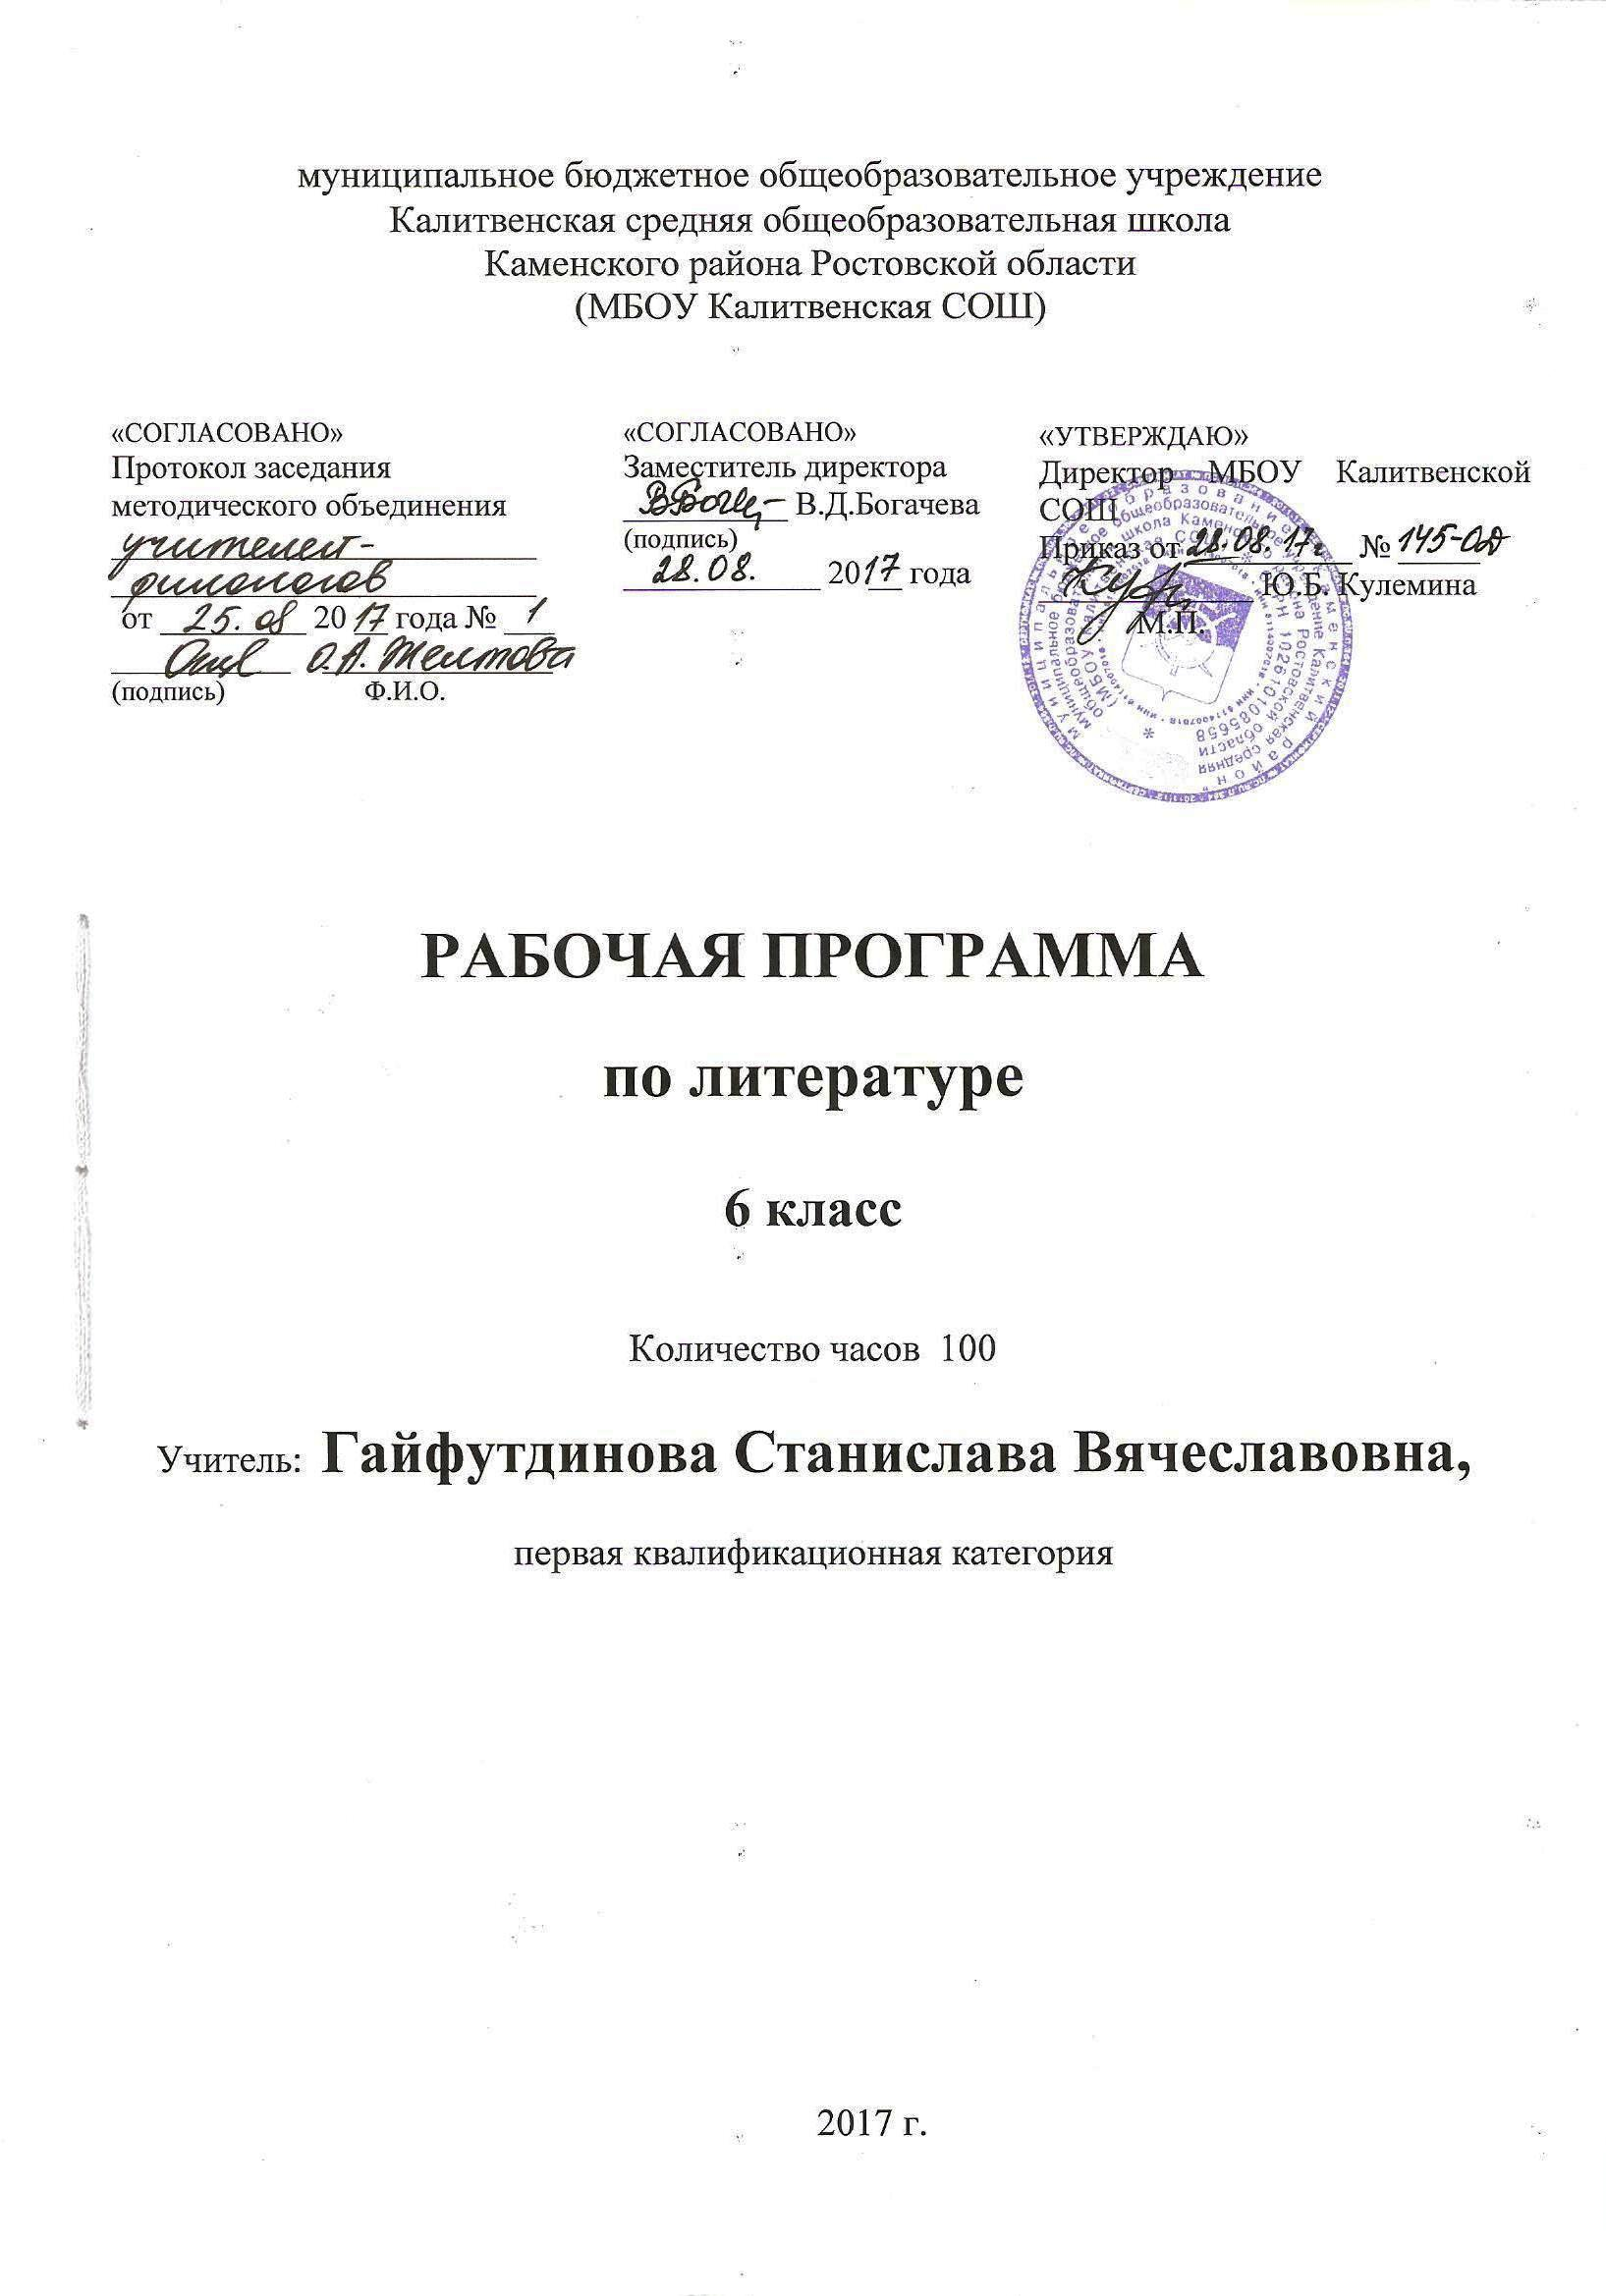 муниципальное бюджетное общеобразовательное учреждение
Калитвенская средняя общеобразовательная школа
Каменского района Ростовской области
(МБОУ Калитвенская СОШ)
«СОГЛАСОВАНО»
Протокол заседания
методического объединения
учителей-
филологов
от 25.08 2017 года № 1
О.А. Желтова
(подпись) Ф.И.О.
«СОГЛАСОВАНО»
Заместитель директора
В.Д.Богачева
(подпись)
28.08. 2017 года
«УТВЕРЖДАЮ»
Директор МБОУ Калитвенской
СОШ
Приказ от 28.08.17г № 145-ОД
Ю.Б. Кулемина
М.П.
РАБОЧАЯ ПРОГРАММА
по литературе
6 класс
Количество часов 100
Учитель: Гайфутдинова Станислава Вячеславовна,
первая квалификационная категория
2017 г.